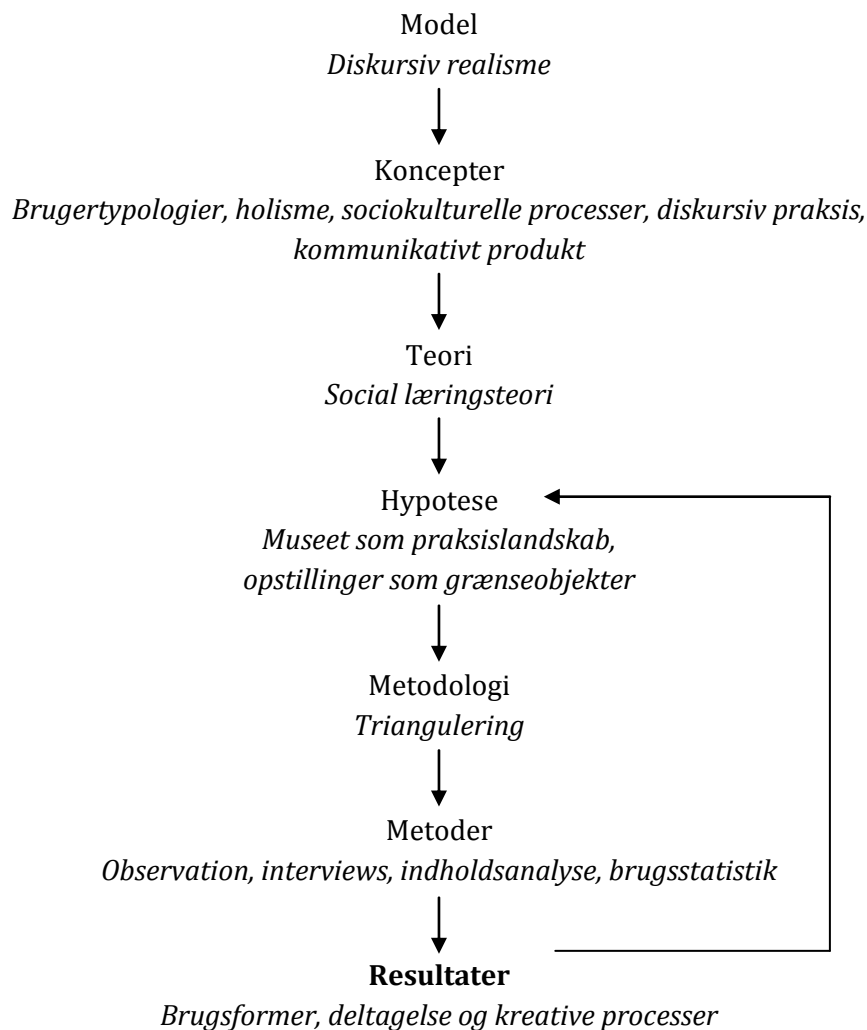 Model
Diskursiv realisme
Koncepter
Brugertypologier, holisme, sociokulturelle processer, diskursiv praksis,
kommunikativt produkt
Teori
Social læringsteori
Hypotese
Museet som praksislandskab,
opstillinger som grænseobjekter
Metodologi
Triangulering
Metoder
Observation, interviews, indholdsanalyse, brugsstatistik
Resultater
Brugsformer, deltagelse og kreative processer